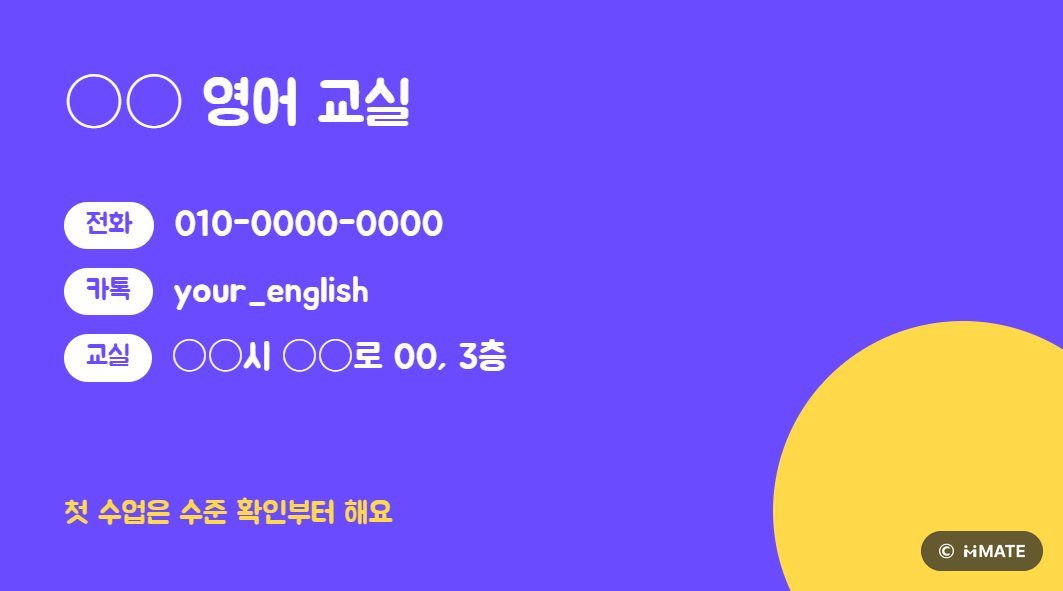 ○○ 영어 교실
전화 010-0000-0000
카톡 your_english
교실 ○○시 ○○로 00, 3층
첫 수업은 수준 확인부터 해요
© MMATE